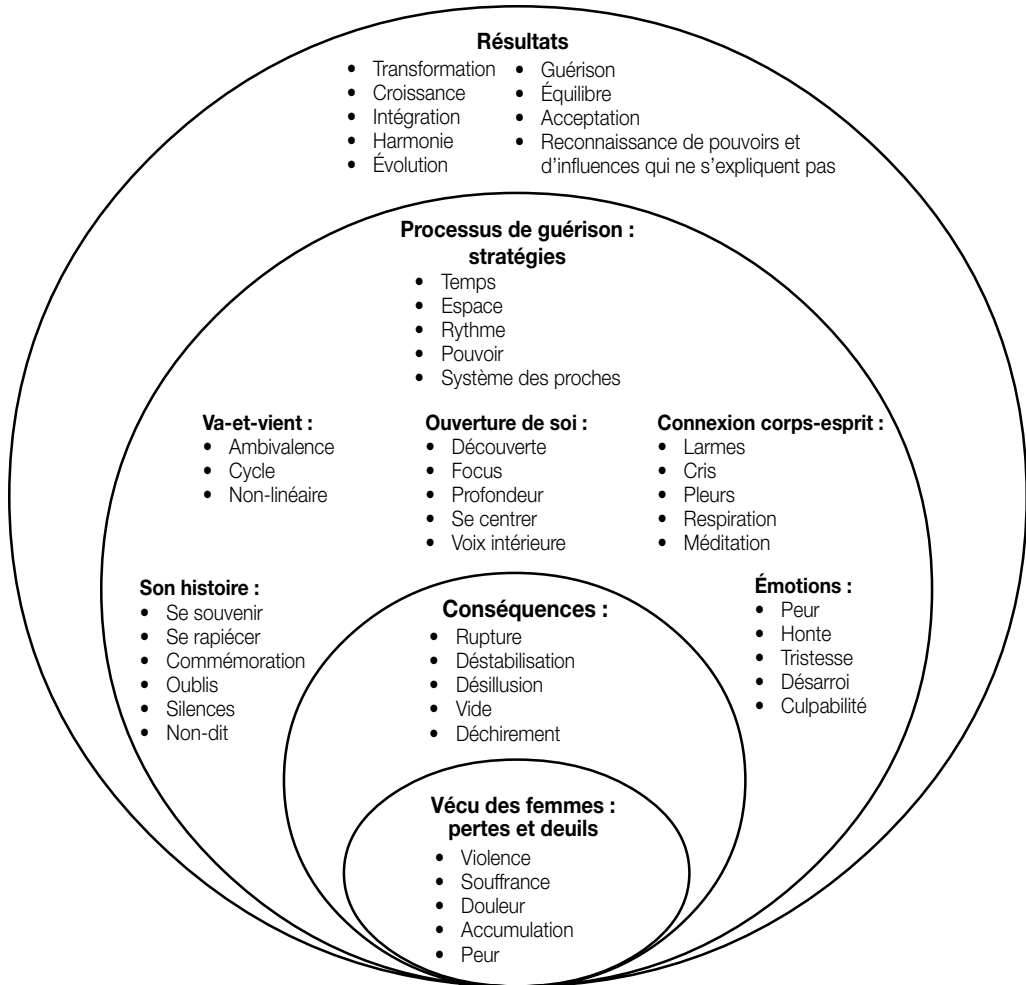 Résultats
• Transformation
• Croissance
• Intégration
• Harmonie
• Évolution
• Guérison
• Équilibre
• Acceptation
• Reconnaissance de pouvoirs et
d’influences qui ne s’expliquent pas
Processus de guérison :
stratégies
• Temps
• Espace
• Rythme
• Pouvoir
• Système des proches
Va-et-vient :
• Ambivalence
• Cycle
• Non-linéaire
Ouverture de soi :
• Découverte
• Focus
• Profondeur
• Se centrer
• Voix intérieure
Connexion corps-esprit :
• Larmes
• Cris
• Pleurs
• Respiration
• Méditation
Son histoire :
• Se souvenir
• Se rapiécer
• Commémoration
• Oublis
• Silences
• Non-dit
Conséquences :
• Rupture
• Déstabilisation
• Désillusion
• Vide
• Déchirement
Émotions :
• Peur
• Honte
• Tristesse
• Désarroi
• Culpabilité
Vécu des femmes :
pertes et deuils
• Violence
• Souffrance
• Douleur
• Accumulation
• Peur